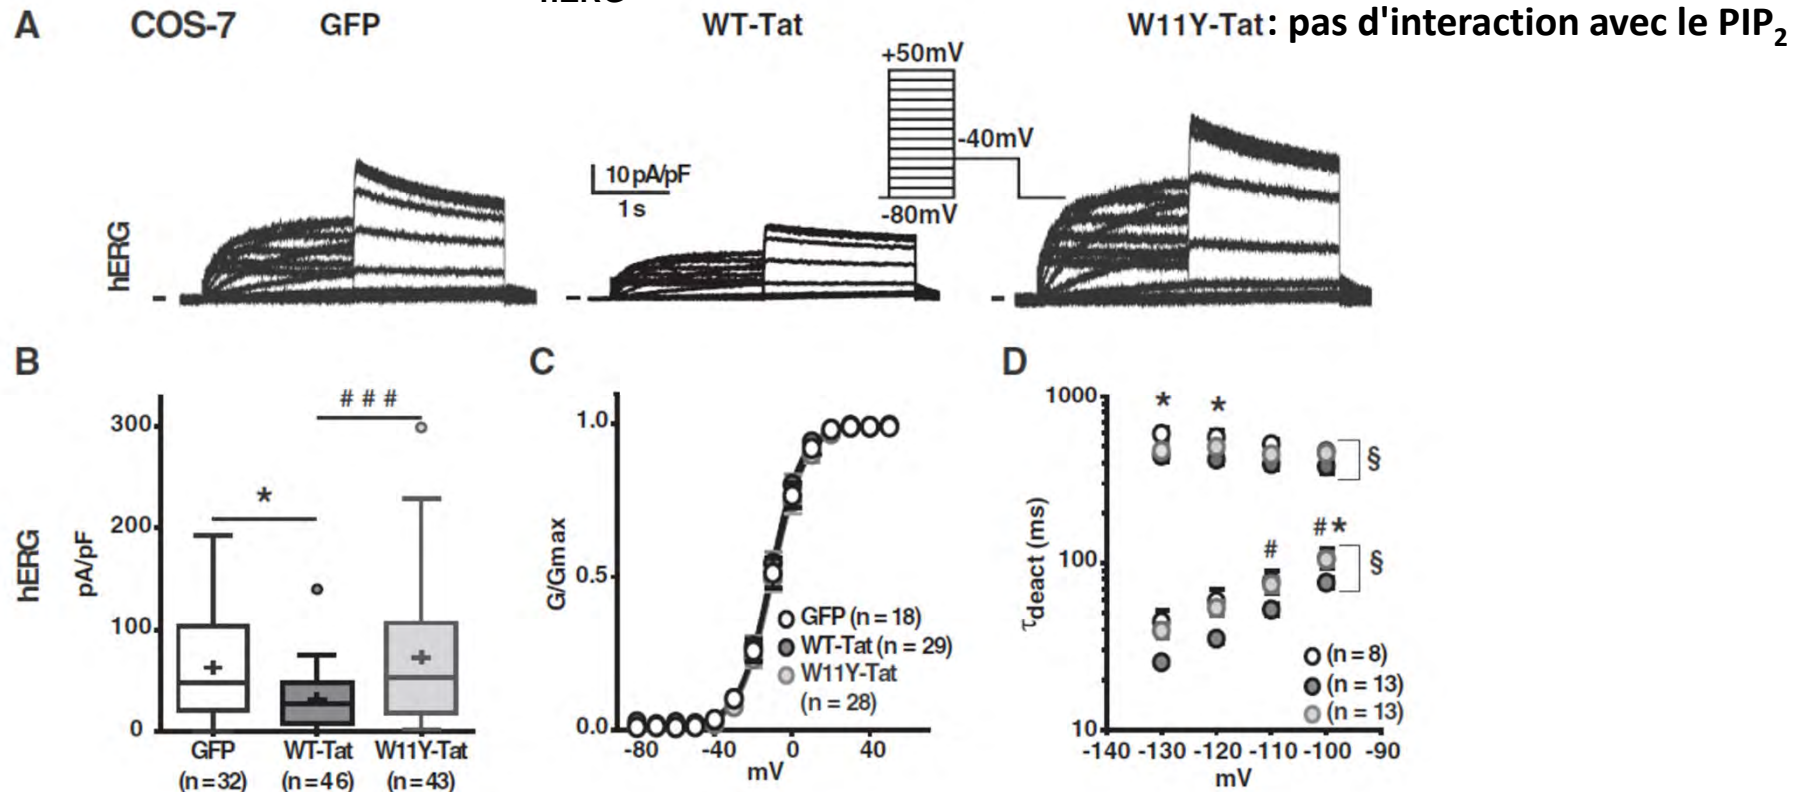 hERG
A COS-7 GFP WT-Tat W11Y-Tat: pas d'interaction avec le PIP2
+50mV
-40mV
-80mV
10 pA/pF
1 s
hERG
B
# # #
*
300
200
100
0
pA/pF
hERG
GFP WT-Tat W11Y-Tat
(n=32) (n=46) (n=43)
C
1.0
0.5
0.0
G/Gmax
GFP (n = 18)
WT-Tat (n = 29)
W11Y-Tat
(n = 28)
-80 -40 0 40
mV
D
1000
100
10
τdeact (ms)
* *
§
# *
#
§
(n = 8)
(n = 13)
(n = 13)
-140 -130 -120 -110 -100 -90
mV